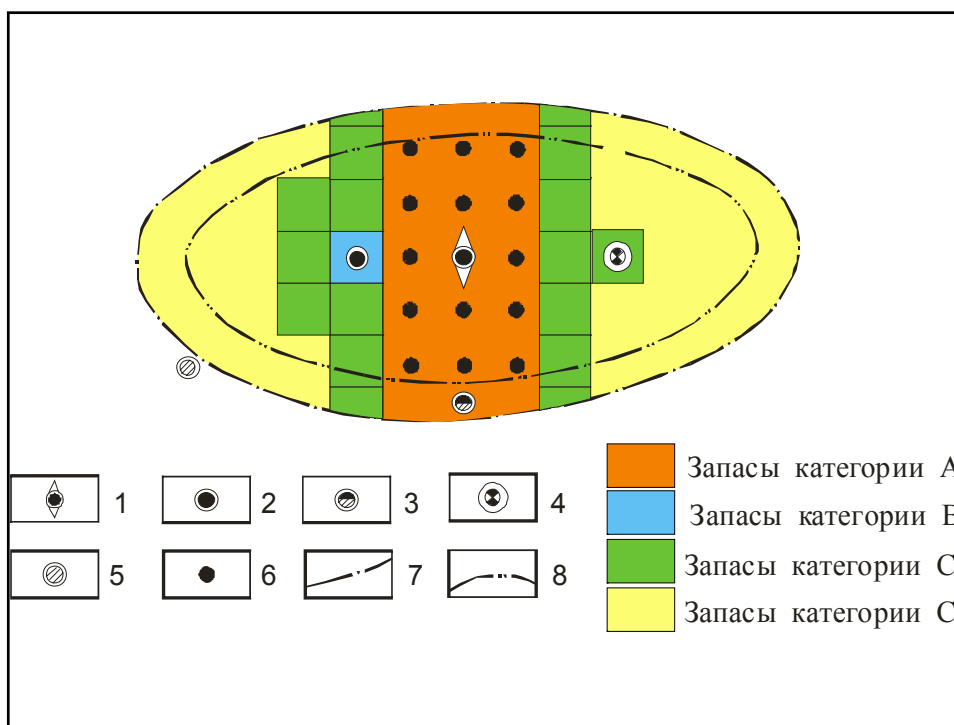 1 2 3 4
5 6 7 8
Запасы категории А
Запасы категории В
Запасы категории С
Запасы категории С